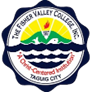 THE FISHER VALLEY COLLEGE, INC.
A Christ-Centered Institution
TAGUIG CITY